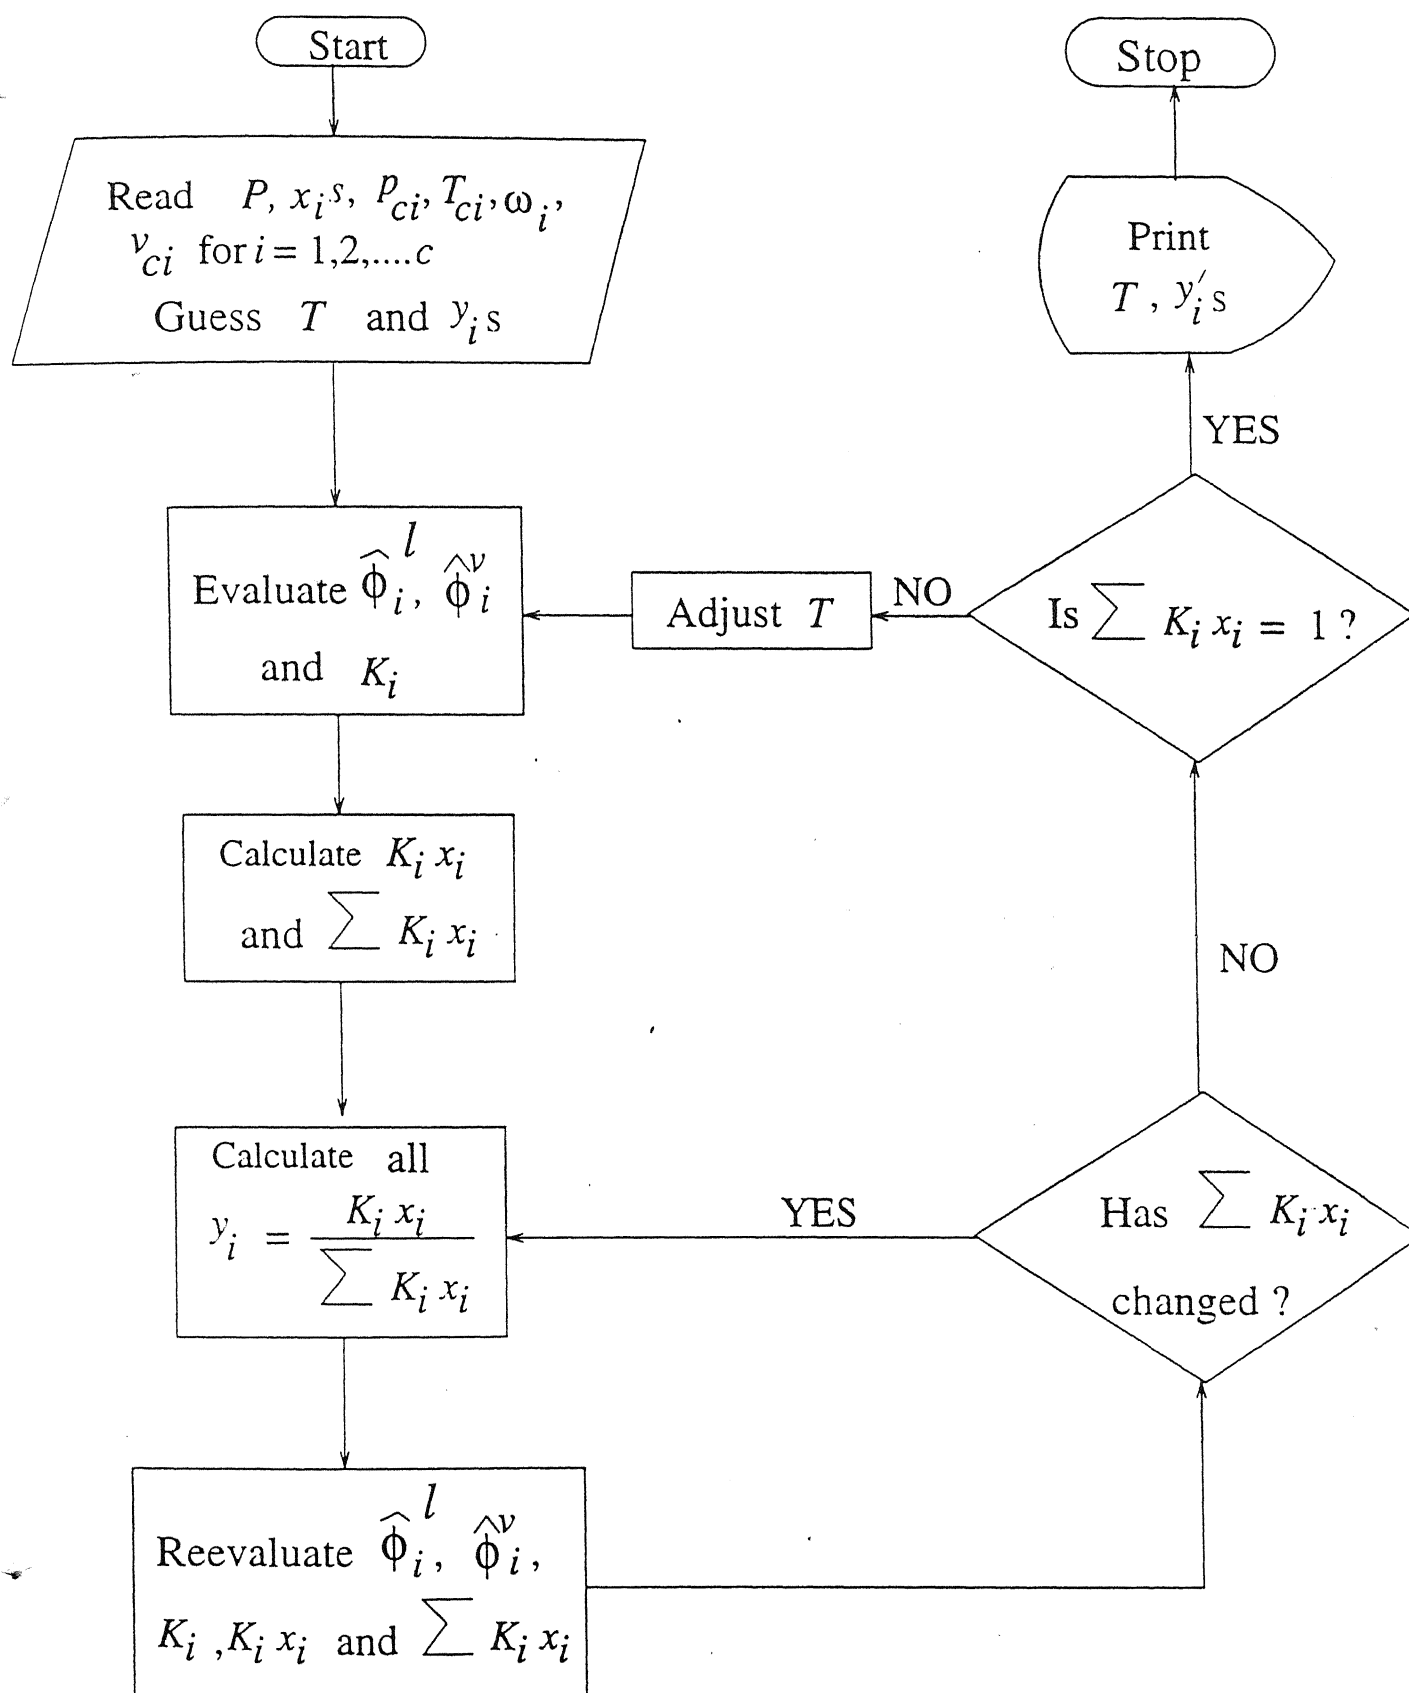 Start
Read P, x_i s, p_ci, T_ci, ω_i,
v_ci for i = 1,2,....c
Guess T and y_i s
Evaluate φ̂_i^l, φ̂_i^v
and K_i
Calculate K_i x_i
and ∑ K_i x_i
Calculate all
y_i = K_i x_i / ∑ K_i x_i
Reevaluate φ̂_i^l, φ̂_i^v,
K_i , K_i x_i and ∑ K_i x_i
Has ∑ K_i x_i
changed ?
YES
NO
Is ∑ K_i x_i = 1 ?
NO
Adjust T
YES
Print
T , y_i′s
Stop